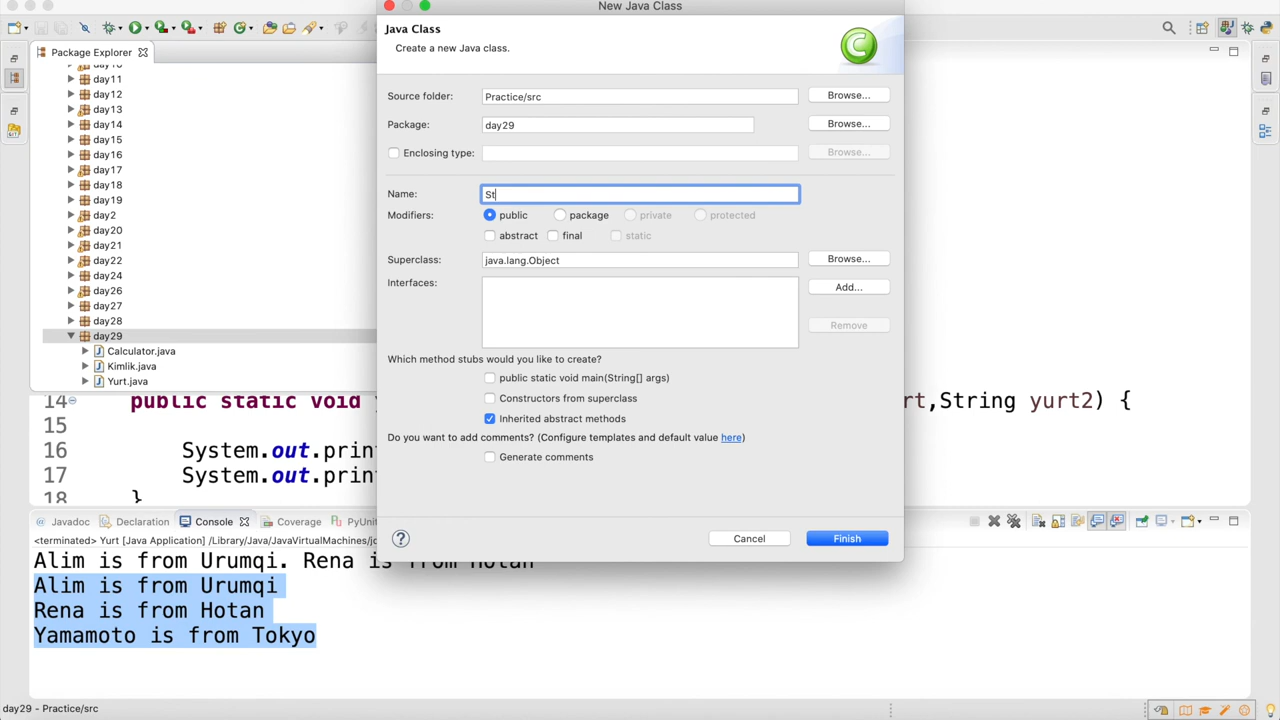 New Java Class
Package Explorer
day11
day12
day13
day14
day15
day16
day17
day18
day19
day2
day20
day21
day22
day24
day26
day27
day28
day29
Calculator.java
Kimlik.java
Yurt.java
Java Class
Create a new Java class.
Source folder: Practice/src Browse...
Package: day29 Browse...
Enclosing type: Browse...
Name: St
Modifiers: public package private protected
abstract final static
Superclass: java.lang.Object Browse...
Interfaces: Add...
Remove
Which method stubs would you like to create?
public static void main(String[] args)
Constructors from superclass
Inherited abstract methods
Do you want to add comments? (Configure templates and default value here)
Generate comments
? Cancel Finish
14 public static void rt,String yurt2) {
15
16 System.out.print
17 System.out.print
18 }
@ Javadoc Declaration Console Coverage PyUnit
<terminated> Yurt [Java Application] /Library/Java/JavaVirtualMachines/
Alim is from Urumqi. Rena is from Hotan
Alim is from Urumqi
Rena is from Hotan
Yamamoto is from Tokyo
day29 - Practice/src